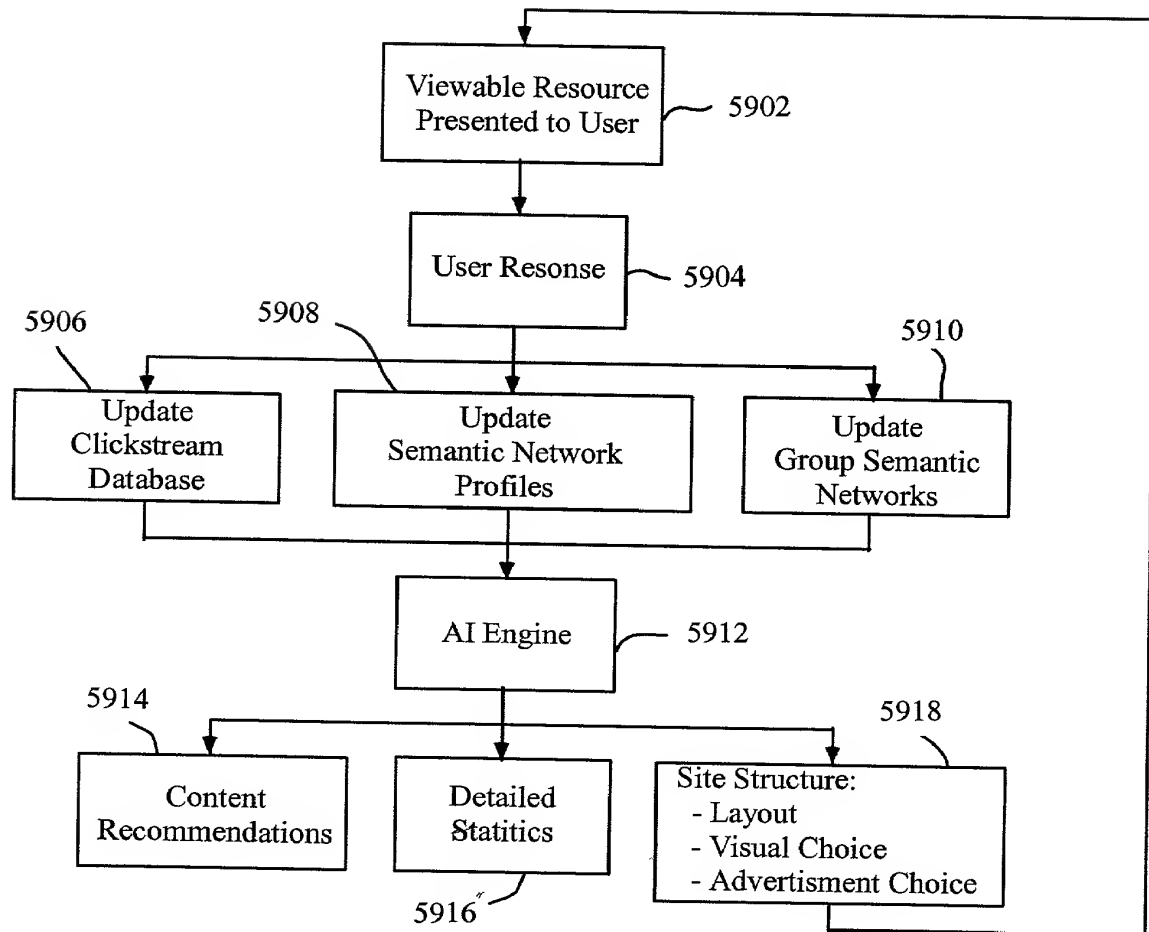 Viewable Resource
Presented to User
5902
User Resonse
5904
5906
5908
5910
Update
Clickstream
Database
Update
Semantic Network
Profiles
Update
Group Semantic
Networks
AI Engine
5912
5914
5918
Content
Recommendations
Detailed
Statitics
Site Structure:
- Layout
- Visual Choice
- Advertisment Choice
5916